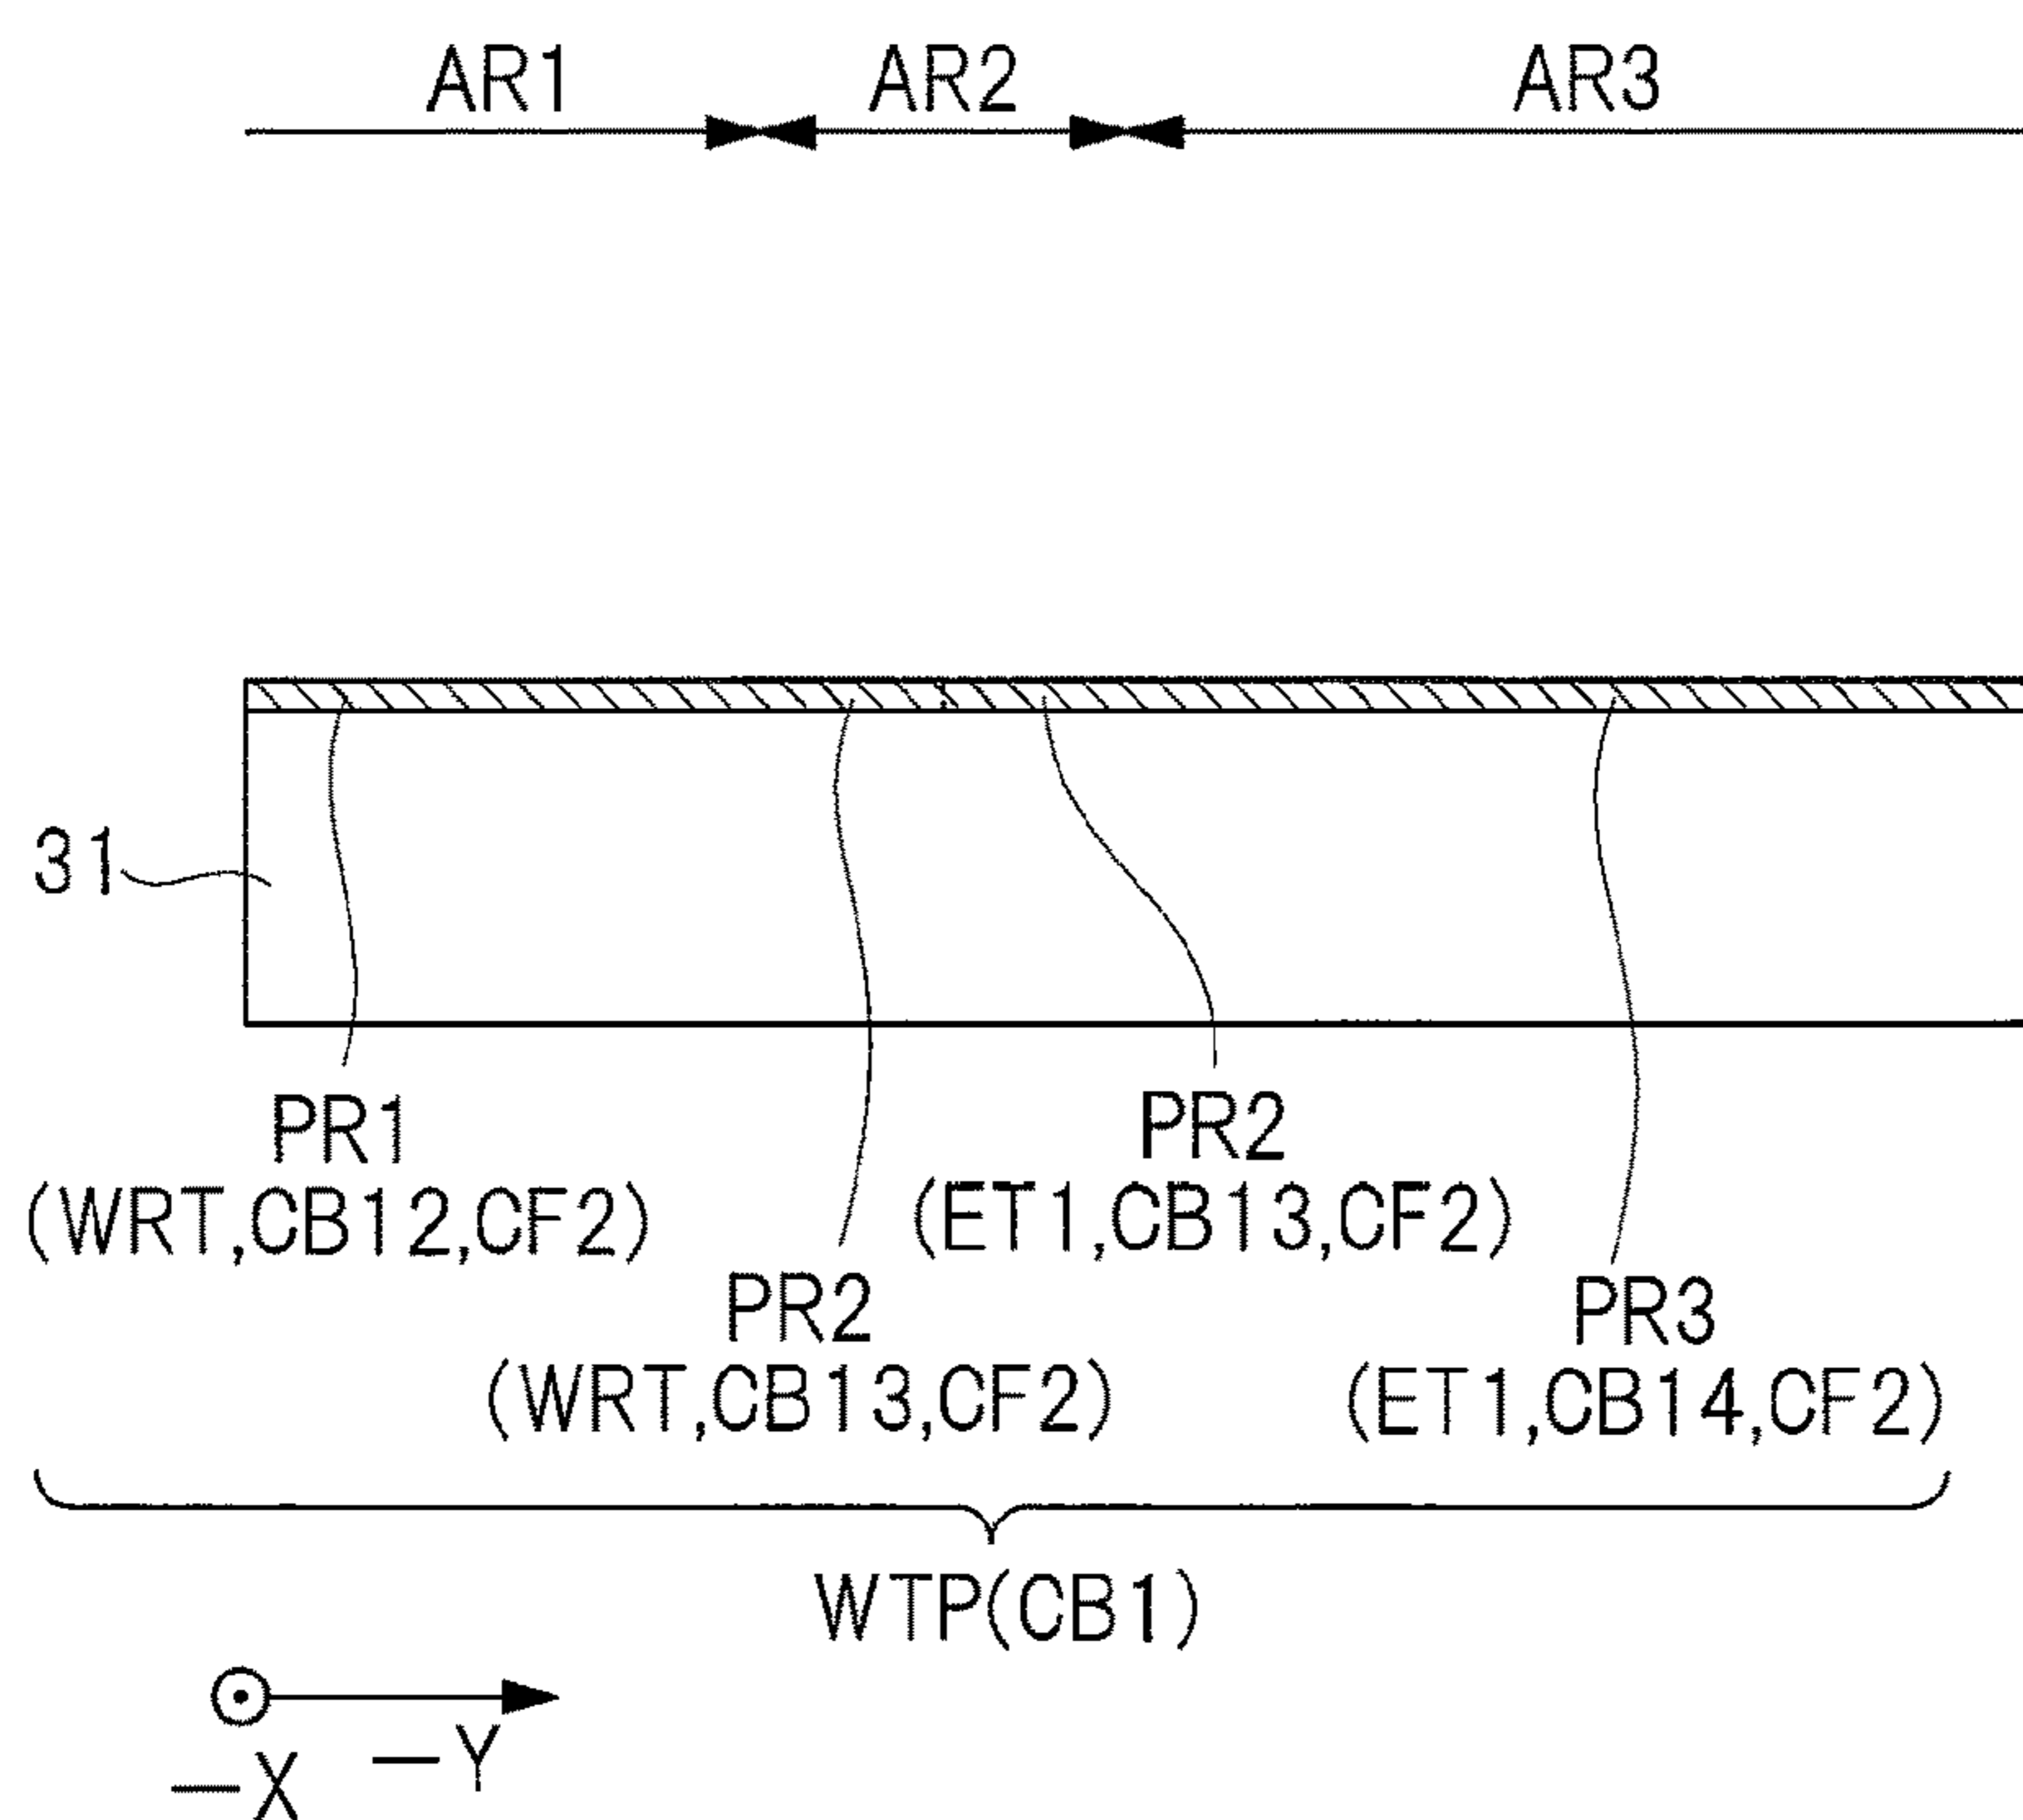 AR1 AR2 AR3
31
PR1
(WRT,CB12,CF2)
PR2
(ET1,CB13,CF2)
PR2
(WRT,CB13,CF2)
PR3
(ET1,CB14,CF2)
WTP(CB1)
—Y
—X